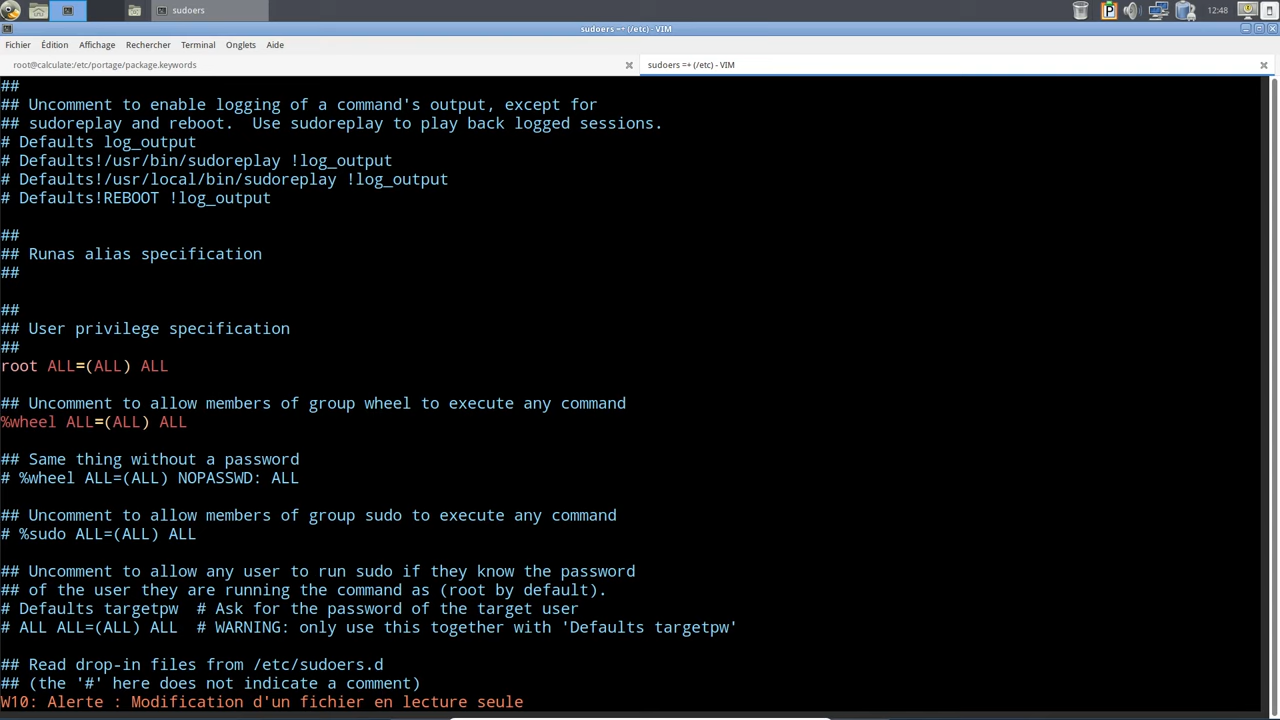 sudoers
12:48
sudoers =+ (/etc) - VIM
Fichier Édition Affichage Rechercher Terminal Onglets Aide
root@calculate:/etc/portage/package.keywords
sudoers =+ (/etc) - VIM
##
## Uncomment to enable logging of a command's output, except for
## sudoreplay and reboot.  Use sudoreplay to play back logged sessions.
# Defaults log_output
# Defaults!/usr/bin/sudoreplay !log_output
# Defaults!/usr/local/bin/sudoreplay !log_output
# Defaults!REBOOT !log_output
##
## Runas alias specification
##
##
## User privilege specification
##
root ALL=(ALL) ALL
## Uncomment to allow members of group wheel to execute any command
%wheel ALL=(ALL) ALL
## Same thing without a password
# %wheel ALL=(ALL) NOPASSWD: ALL
## Uncomment to allow members of group sudo to execute any command
# %sudo ALL=(ALL) ALL
## Uncomment to allow any user to run sudo if they know the password
## of the user they are running the command as (root by default).
# Defaults targetpw  # Ask for the password of the target user
# ALL ALL=(ALL) ALL  # WARNING: only use this together with 'Defaults targetpw'
## Read drop-in files from /etc/sudoers.d
## (the '#' here does not indicate a comment)
W10: Alerte : Modification d'un fichier en lecture seule